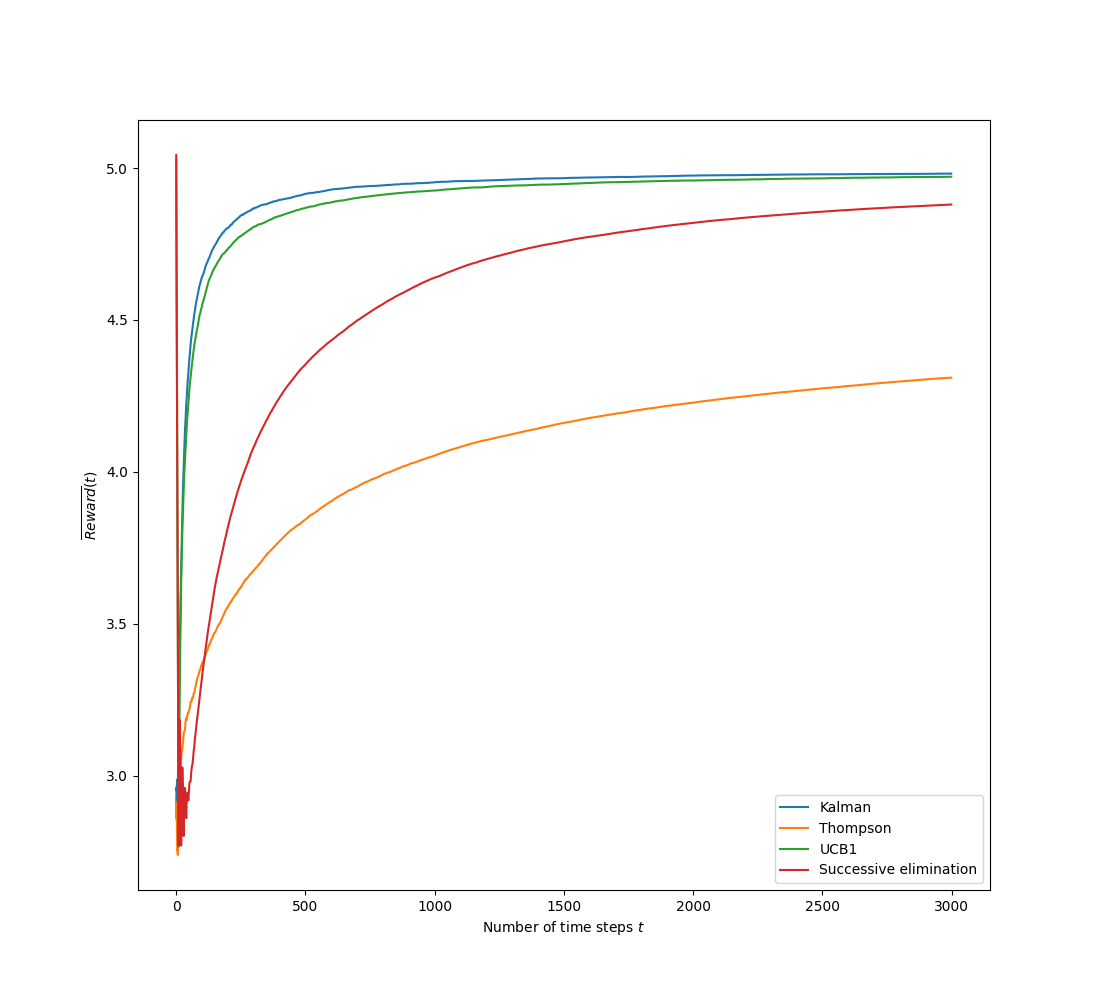 5.0
4.5
4.0
3.5
3.0
Reward(t)
0 500 1000 1500 2000 2500 3000
Number of time steps t
Kalman
Thompson
UCB1
Successive elimination